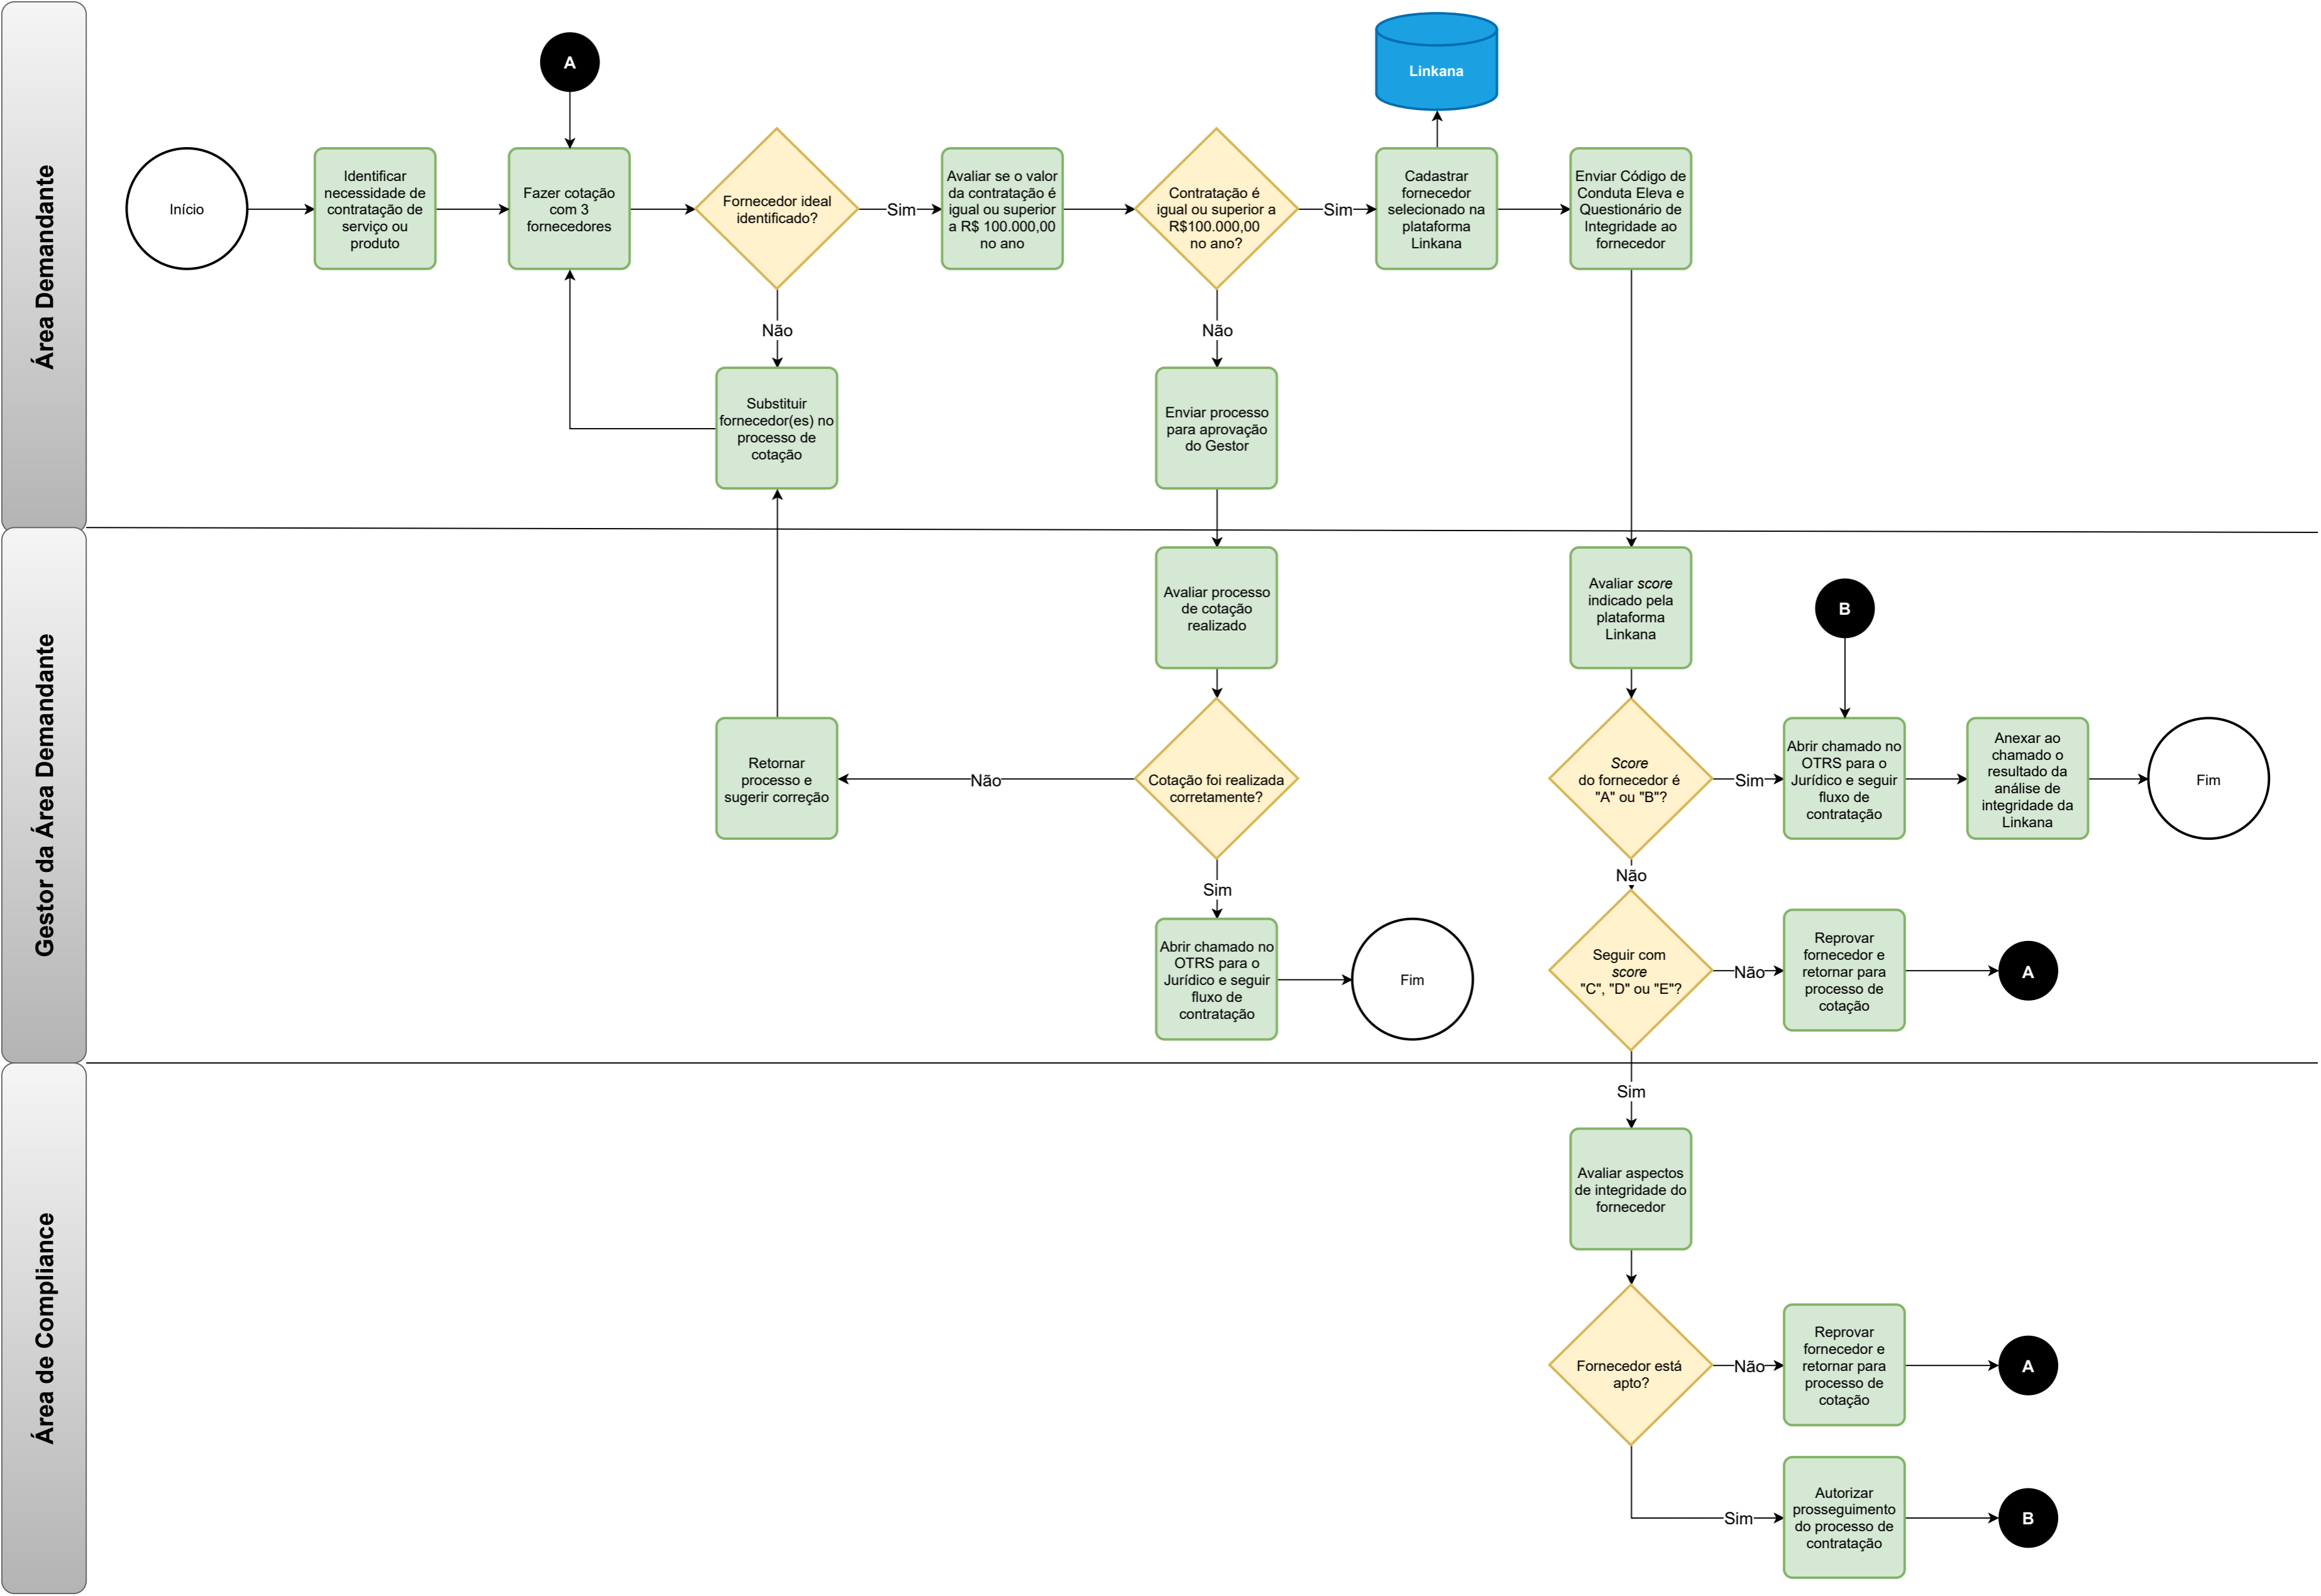 Área Demandante
A
Linkana
Início
Identificar
necessidade de
contratação de
serviço ou
produto
Fazer cotação
com 3
fornecedores
Fornecedor ideal
identificado?
Sim
Avaliar se o valor
da contratação é
igual ou superior
a R$ 100.000,00
no ano
Contratação é
igual ou superior a
R$100.000,00
no ano?
Sim
Cadastrar
fornecedor
selecionado na
plataforma
Linkana
Enviar Código de
Conduta Eleva e
Questionário de
Integridade ao
fornecedor
Não
Não
Substituir
fornecedor(es) no
processo de
cotação
Enviar processo
para aprovação
do Gestor
Gestor da Área Demandante
Avaliar processo
de cotação
realizado
Avaliar score
indicado pela
plataforma
Linkana
B
Retornar
processo e
sugerir correção
Não
Cotação foi realizada
corretamente?
Score
do fornecedor é
"A" ou "B"?
Sim
Abrir chamado no
OTRS para o
Jurídico e seguir
fluxo de
contratação
Anexar ao
chamado o
resultado da
análise de
integridade da
Linkana
Fim
Sim
Não
Abrir chamado no
OTRS para o
Jurídico e seguir
fluxo de
contratação
Fim
Seguir com
score
"C", "D" ou "E"?
Não
Reprovar
fornecedor e
retornar para
processo de
cotação
A
Área de Compliance
Sim
Avaliar aspectos
de integridade do
fornecedor
Fornecedor está
apto?
Não
Reprovar
fornecedor e
retornar para
processo de
cotação
A
Sim
Autorizar
prosseguimento
do processo de
contratação
B